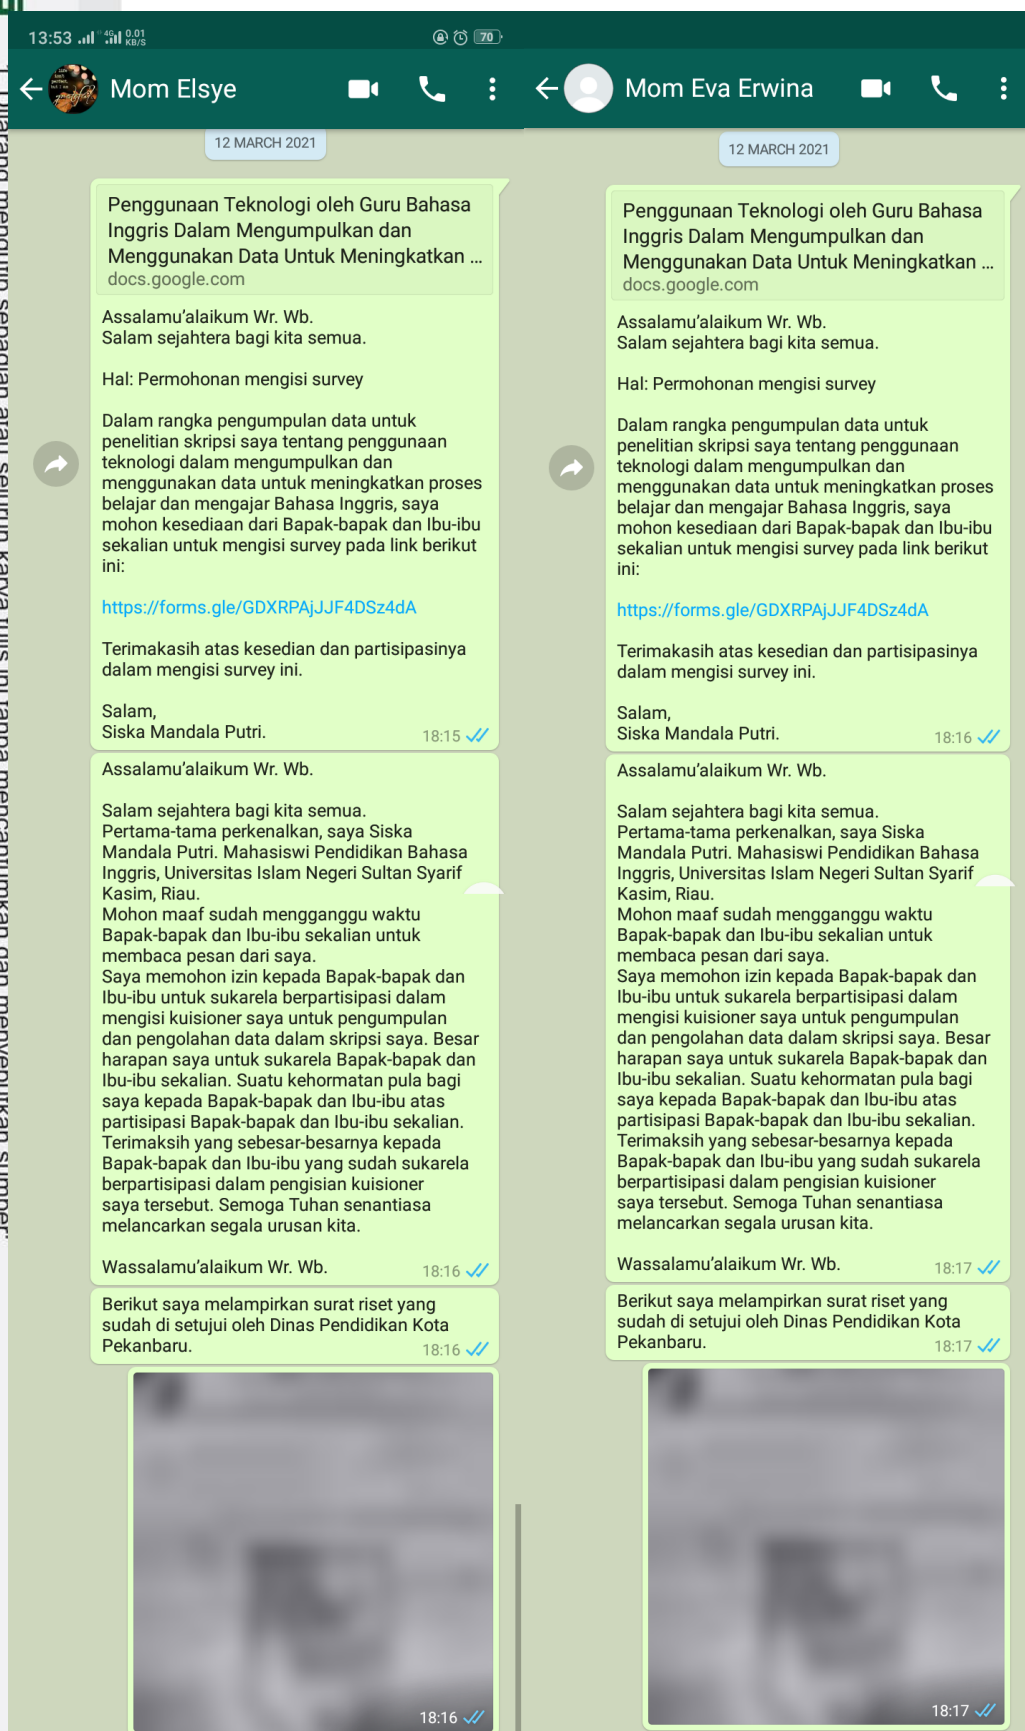 13:53
4G
0.01
KB/S
70
Mom Elsye
12 MARCH 2021
Penggunaan Teknologi oleh Guru Bahasa
Inggris Dalam Mengumpulkan dan
Menggunakan Data Untuk Meningkatkan ...
docs.google.com
Assalamu'alaikum Wr. Wb.
Salam sejahtera bagi kita semua.
Hal: Permohonan mengisi survey
Dalam rangka pengumpulan data untuk
penelitian skripsi saya tentang penggunaan
teknologi dalam mengumpulkan dan
menggunakan data untuk meningkatkan proses
belajar dan mengajar Bahasa Inggris, saya
mohon kesediaan dari Bapak-bapak dan Ibu-ibu
sekalian untuk mengisi survey pada link berikut
ini:
https://forms.gle/GDXRPAjJJF4DSz4dA
Terimakasih atas kesedian dan partisipasinya
dalam mengisi survey ini.
Salam,
Siska Mandala Putri.
18:15
Assalamu'alaikum Wr. Wb.
Salam sejahtera bagi kita semua.
Pertama-tama perkenalkan, saya Siska
Mandala Putri. Mahasiswi Pendidikan Bahasa
Inggris, Universitas Islam Negeri Sultan Syarif
Kasim, Riau.
Mohon maaf sudah mengganggu waktu
Bapak-bapak dan Ibu-ibu sekalian untuk
membaca pesan dari saya.
Saya memohon izin kepada Bapak-bapak dan
Ibu-ibu untuk sukarela berpartisipasi dalam
mengisi kuisioner saya untuk pengumpulan
dan pengolahan data dalam skripsi saya. Besar
harapan saya untuk sukarela Bapak-bapak dan
Ibu-ibu sekalian. Suatu kehormatan pula bagi
saya kepada Bapak-bapak dan Ibu-ibu atas
partisipasi Bapak-bapak dan Ibu-ibu sekalian.
Terimaksih yang sebesar-besarnya kepada
Bapak-bapak dan Ibu-ibu yang sudah sukarela
berpartisipasi dalam pengisian kuisioner
saya tersebut. Semoga Tuhan senantiasa
melancarkan segala urusan kita.
Wassalamu'alaikum Wr. Wb.
18:16
Berikut saya melampirkan surat riset yang
sudah di setujui oleh Dinas Pendidikan Kota
Pekanbaru.
18:16
18:16
Mom Eva Erwina
12 MARCH 2021
Penggunaan Teknologi oleh Guru Bahasa
Inggris Dalam Mengumpulkan dan
Menggunakan Data Untuk Meningkatkan ...
docs.google.com
Assalamu'alaikum Wr. Wb.
Salam sejahtera bagi kita semua.
Hal: Permohonan mengisi survey
Dalam rangka pengumpulan data untuk
penelitian skripsi saya tentang penggunaan
teknologi dalam mengumpulkan dan
menggunakan data untuk meningkatkan proses
belajar dan mengajar Bahasa Inggris, saya
mohon kesediaan dari Bapak-bapak dan Ibu-ibu
sekalian untuk mengisi survey pada link berikut
ini:
https://forms.gle/GDXRPAjJJF4DSz4dA
Terimakasih atas kesedian dan partisipasinya
dalam mengisi survey ini.
Salam,
Siska Mandala Putri.
18:16
Assalamu'alaikum Wr. Wb.
Salam sejahtera bagi kita semua.
Pertama-tama perkenalkan, saya Siska
Mandala Putri. Mahasiswi Pendidikan Bahasa
Inggris, Universitas Islam Negeri Sultan Syarif
Kasim, Riau.
Mohon maaf sudah mengganggu waktu
Bapak-bapak dan Ibu-ibu sekalian untuk
membaca pesan dari saya.
Saya memohon izin kepada Bapak-bapak dan
Ibu-ibu untuk sukarela berpartisipasi dalam
mengisi kuisioner saya untuk pengumpulan
dan pengolahan data dalam skripsi saya. Besar
harapan saya untuk sukarela Bapak-bapak dan
Ibu-ibu sekalian. Suatu kehormatan pula bagi
saya kepada Bapak-bapak dan Ibu-ibu atas
partisipasi Bapak-bapak dan Ibu-ibu sekalian.
Terimaksih yang sebesar-besarnya kepada
Bapak-bapak dan Ibu-ibu yang sudah sukarela
berpartisipasi dalam pengisian kuisioner
saya tersebut. Semoga Tuhan senantiasa
melancarkan segala urusan kita.
Wassalamu'alaikum Wr. Wb.
18:17
Berikut saya melampirkan surat riset yang
sudah di setujui oleh Dinas Pendidikan Kota
Pekanbaru.
18:17
18:17